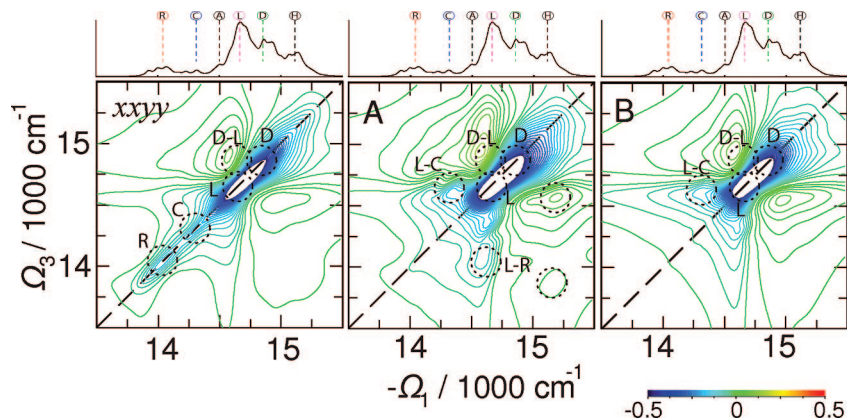 R C A L D H R C A L D H R C A L D H
xxyy A B
D-L D D-L D D-L D
L L-C L L-C L
C
R L-R
15
14
Ω3 / 1000 cm-1
14 15 14 15 14 15
-Ω1 / 1000 cm-1
-0.5 0 0.5